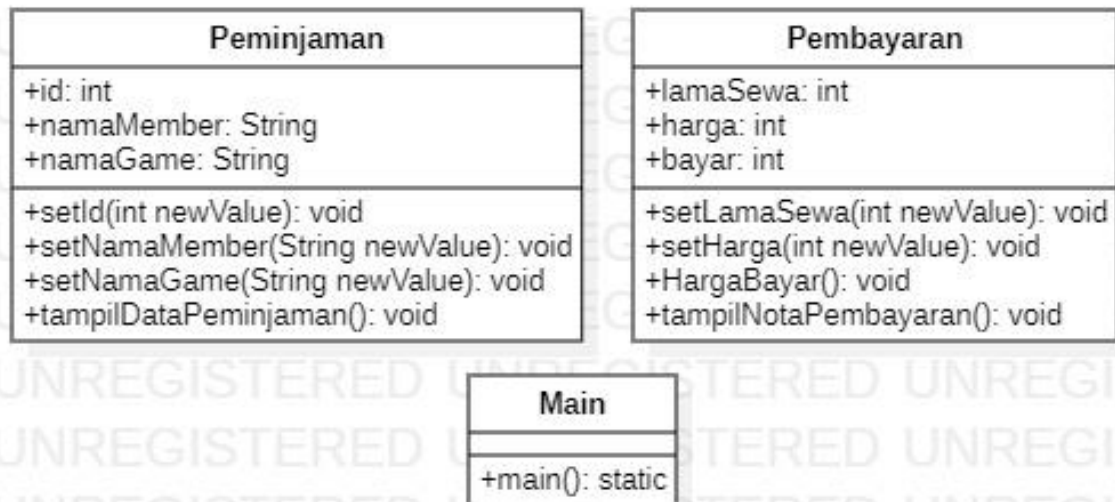 Peminjaman
+id: int
+namaMember: String
+namaGame: String
+setId(int newValue): void
+setNamaMember(String newValue): void
+setNamaGame(String newValue): void
+tampilDataPeminjaman(): void
Pembayaran
+lamaSewa: int
+harga: int
+bayar: int
+setLamaSewa(int newValue): void
+setHarga(int newValue): void
+HargaBayar(): void
+tampilNotaPembayaran(): void
Main
+main(): static
UNREGISTERED
UNREGISTERED